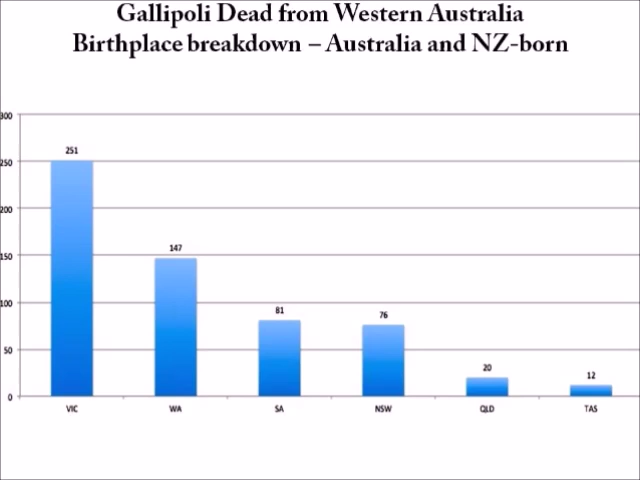 Gallipoli Dead from Western Australia
Birthplace breakdown – Australia and NZ-born
300
250
200
150
100
50
0
251
147
81
76
20
12
VIC
WA
SA
NSW
QLD
TAS